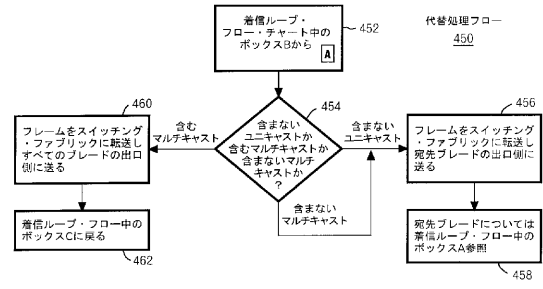 着信ループ・
フロー・チャート中の
ボックスBから
A
452
代替処理フロー
450
460
454
456
フレームをスイッチング
・ファブリックに転送し
すべてのブレードの出口
側に送る
含む
マルチキャスト
含まない
ユニキャストか
含むマルチキャストか
含まないマルチ
キャストか
?
含まない
ユニキャスト
フレームをスイッチング
・ファブリックに転送し
宛先ブレードの出口側
に送る
含まない
マルチキャスト
着信ループ・フロー中の
ボックスCに戻る
462
宛先ブレードについては
着信ループ・フロー中の
ボックスA参照
458